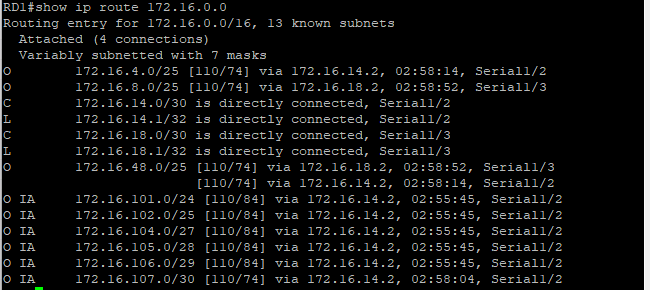 RD1#show ip route 172.16.0.0
Routing entry for 172.16.0.0/16, 13 known subnets
  Attached (4 connections)
  Variably subnetted with 7 masks
O        172.16.4.0/25 [110/74] via 172.16.14.2, 02:58:14, Serial1/2
O        172.16.8.0/25 [110/74] via 172.16.18.2, 02:58:52, Serial1/3
C        172.16.14.0/30 is directly connected, Serial1/2
L        172.16.14.1/32 is directly connected, Serial1/2
C        172.16.18.0/30 is directly connected, Serial1/3
L        172.16.18.1/32 is directly connected, Serial1/3
O        172.16.48.0/25 [110/74] via 172.16.18.2, 02:58:52, Serial1/3
                        [110/74] via 172.16.14.2, 02:58:14, Serial1/2
O IA     172.16.101.0/24 [110/84] via 172.16.14.2, 02:55:45, Serial1/2
O IA     172.16.102.0/25 [110/84] via 172.16.14.2, 02:55:45, Serial1/2
O IA     172.16.104.0/27 [110/84] via 172.16.14.2, 02:55:45, Serial1/2
O IA     172.16.105.0/28 [110/84] via 172.16.14.2, 02:55:45, Serial1/2
O IA     172.16.106.0/29 [110/84] via 172.16.14.2, 02:55:45, Serial1/2
O IA     172.16.107.0/30 [110/74] via 172.16.14.2, 02:58:04, Serial1/2